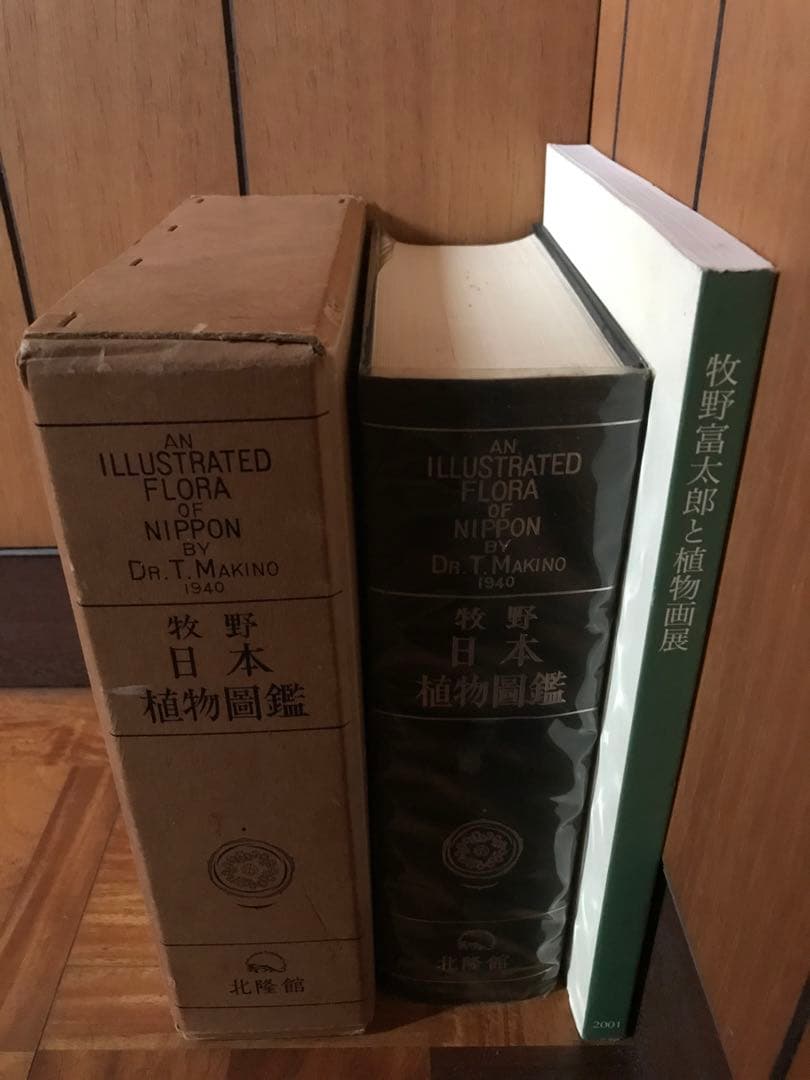 AN
ILLUSTRATED
FLORA
OF
NIPPON
BY
DR. T. MAKINO
1940
牧野
日本
植物圖鑑
北隆館
AN
ILLUSTRATED
FLORA
OF
NIPPON
BY
DR. T. MAKINO
1940
牧野
日本
植物圖鑑
北隆館
牧野富太郎と植物画展
2001